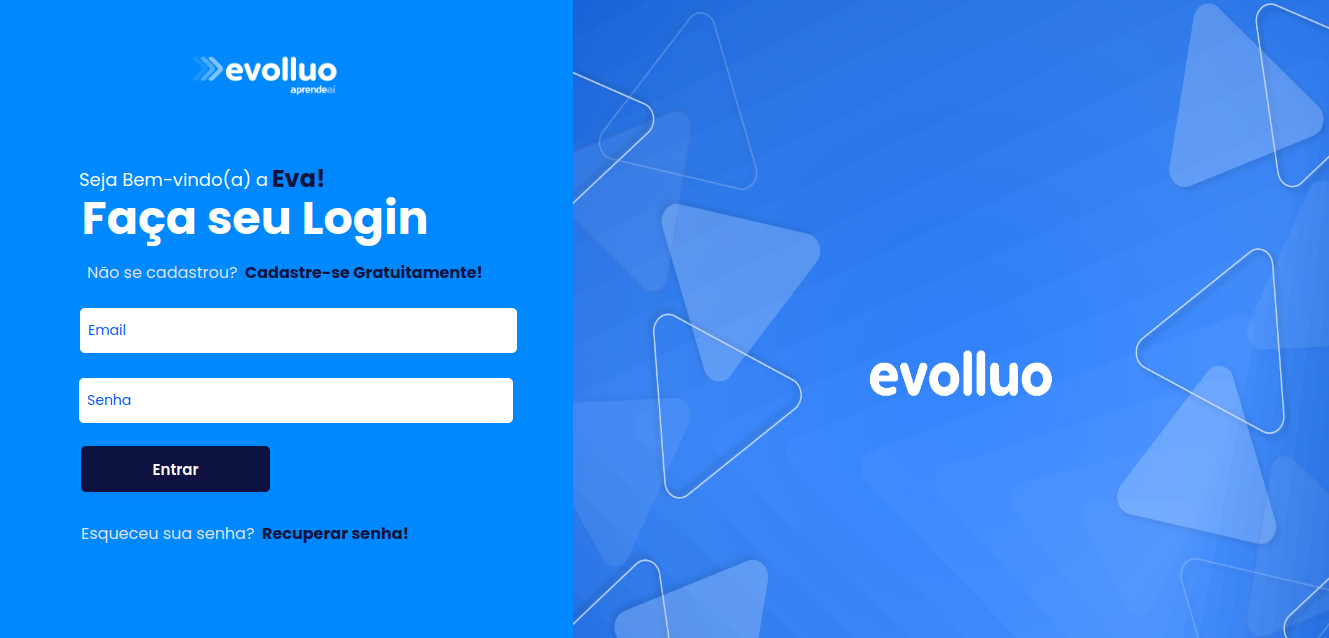 evolluo
aprendeaí
Seja Bem-vindo(a) a Eva!
Faça seu Login
Não se cadastrou? Cadastre-se Gratuitamente!
Email
Senha
Entrar
Esqueceu sua senha? Recuperar senha!
evolluo